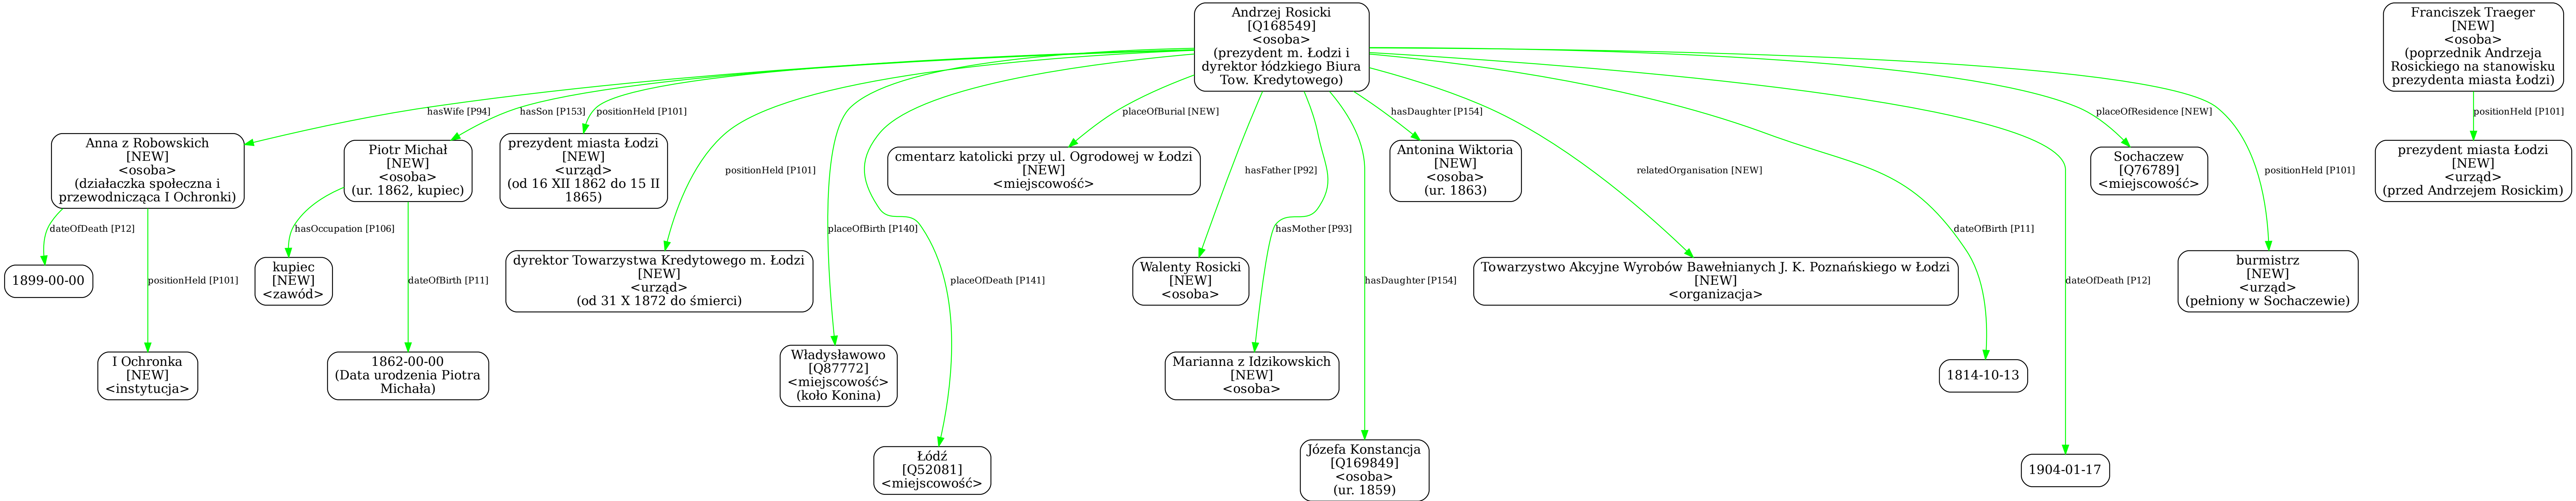 Andrzej Rosicki
[Q168549]
<osoba>
(prezydent m. Łodzi i
dyrektor łódzkiego Biura
Tow. Kredytowego)
Franciszek Traeger
[NEW]
<osoba>
(poprzednik Andrzeja
Rosickiego na stanowisku
prezydenta miasta Łodzi)
hasWife [P94]
hasSon [P153]
positionHeld [P101]
placeOfBurial [NEW]
hasDaughter [P154]
placeOfResidence [NEW]
positionHeld [P101]
Anna z Robowskich
[NEW]
<osoba>
(działaczka społeczna i
przewodnicząca I Ochronki)
Piotr Michał
[NEW]
<osoba>
(ur. 1862, kupiec)
prezydent miasta Łodzi
[NEW]
<urząd>
(od 16 XII 1862 do 15 II
1865)
positionHeld [P101]
cmentarz katolicki przy ul. Ogrodowej w Łodzi
[NEW]
<miejscowość>
hasFather [P92]
Antonina Wiktoria
[NEW]
<osoba>
(ur. 1863)
relatedOrganisation [NEW]
Sochaczew
[Q76789]
<miejscowość>
positionHeld [P101]
prezydent miasta Łodzi
[NEW]
<urząd>
(przed Andrzejem Rosickim)
dateOfDeath [P12]
hasOccupation [P106]
placeOfBirth [P140]
hasMother [P93]
dateOfBirth [P11]
1899-00-00
positionHeld [P101]
kupiec
[NEW]
<zawód>
dateOfBirth [P11]
dyrektor Towarzystwa Kredytowego m. Łodzi
[NEW]
<urząd>
(od 31 X 1872 do śmierci)
placeOfDeath [P141]
Walenty Rosicki
[NEW]
<osoba>
hasDaughter [P154]
Towarzystwo Akcyjne Wyrobów Bawełnianych J. K. Poznańskiego w Łodzi
[NEW]
<organizacja>
dateOfDeath [P12]
burmistrz
[NEW]
<urząd>
(pełniony w Sochaczewie)
I Ochronka
[NEW]
<instytucja>
1862-00-00
(Data urodzenia Piotra
Michała)
Władysławowo
[Q87772]
<miejscowość>
(koło Konina)
Marianna z Idzikowskich
[NEW]
<osoba>
1814-10-13
Łódź
[Q52081]
<miejscowość>
Józefa Konstancja
[Q169849]
<osoba>
(ur. 1859)
1904-01-17